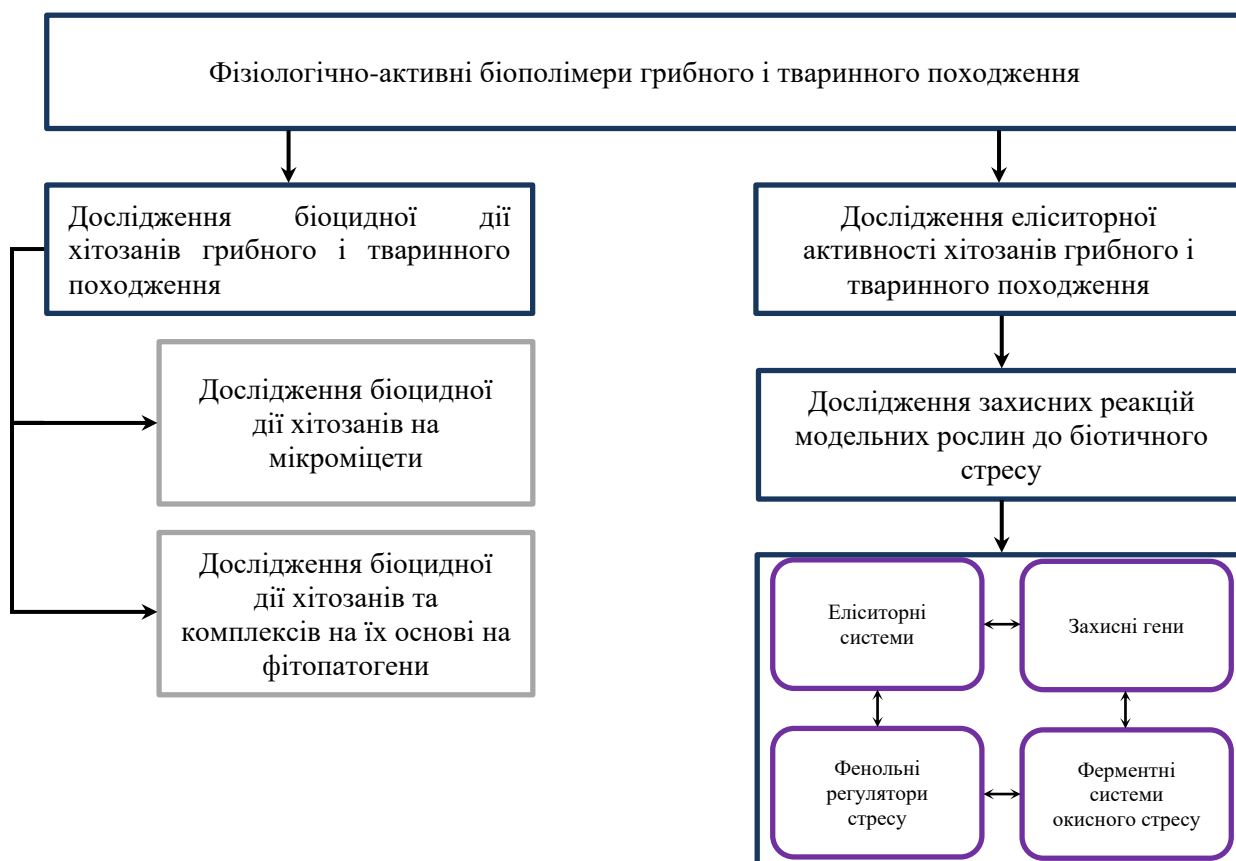 Фізіологічно-активні біополімери грибного і тваринного походження
Дослідження біоцидної дії
хітозанів грибного і тваринного
походження
Дослідження біоцидної
дії хітозанів на
мікроміцети
Дослідження біоцидної
дії хітозанів та
комплексів на їх основі на
фітопатогени
Дослідження еліситорної
активності хітозанів грибного і
тваринного походження
Дослідження захисних реакцій
модельних рослин до біотичного
стресу
Еліситорні
системи
Захисні гени
Фенольні
регулятори
стресу
Ферментні
системи
окисного стресу